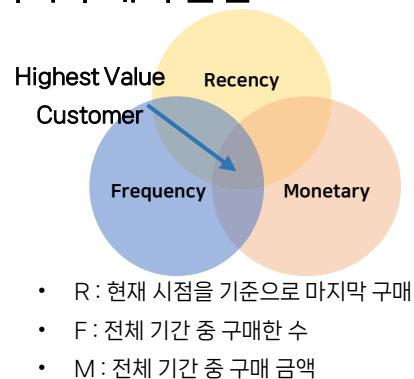 Highest Value
Customer
Recency
Frequency
Monetary
• R : 현재 시점을 기준으로 마지막 구매
• F : 전체 기간 중 구매한 수
• M : 전체 기간 중 구매 금액